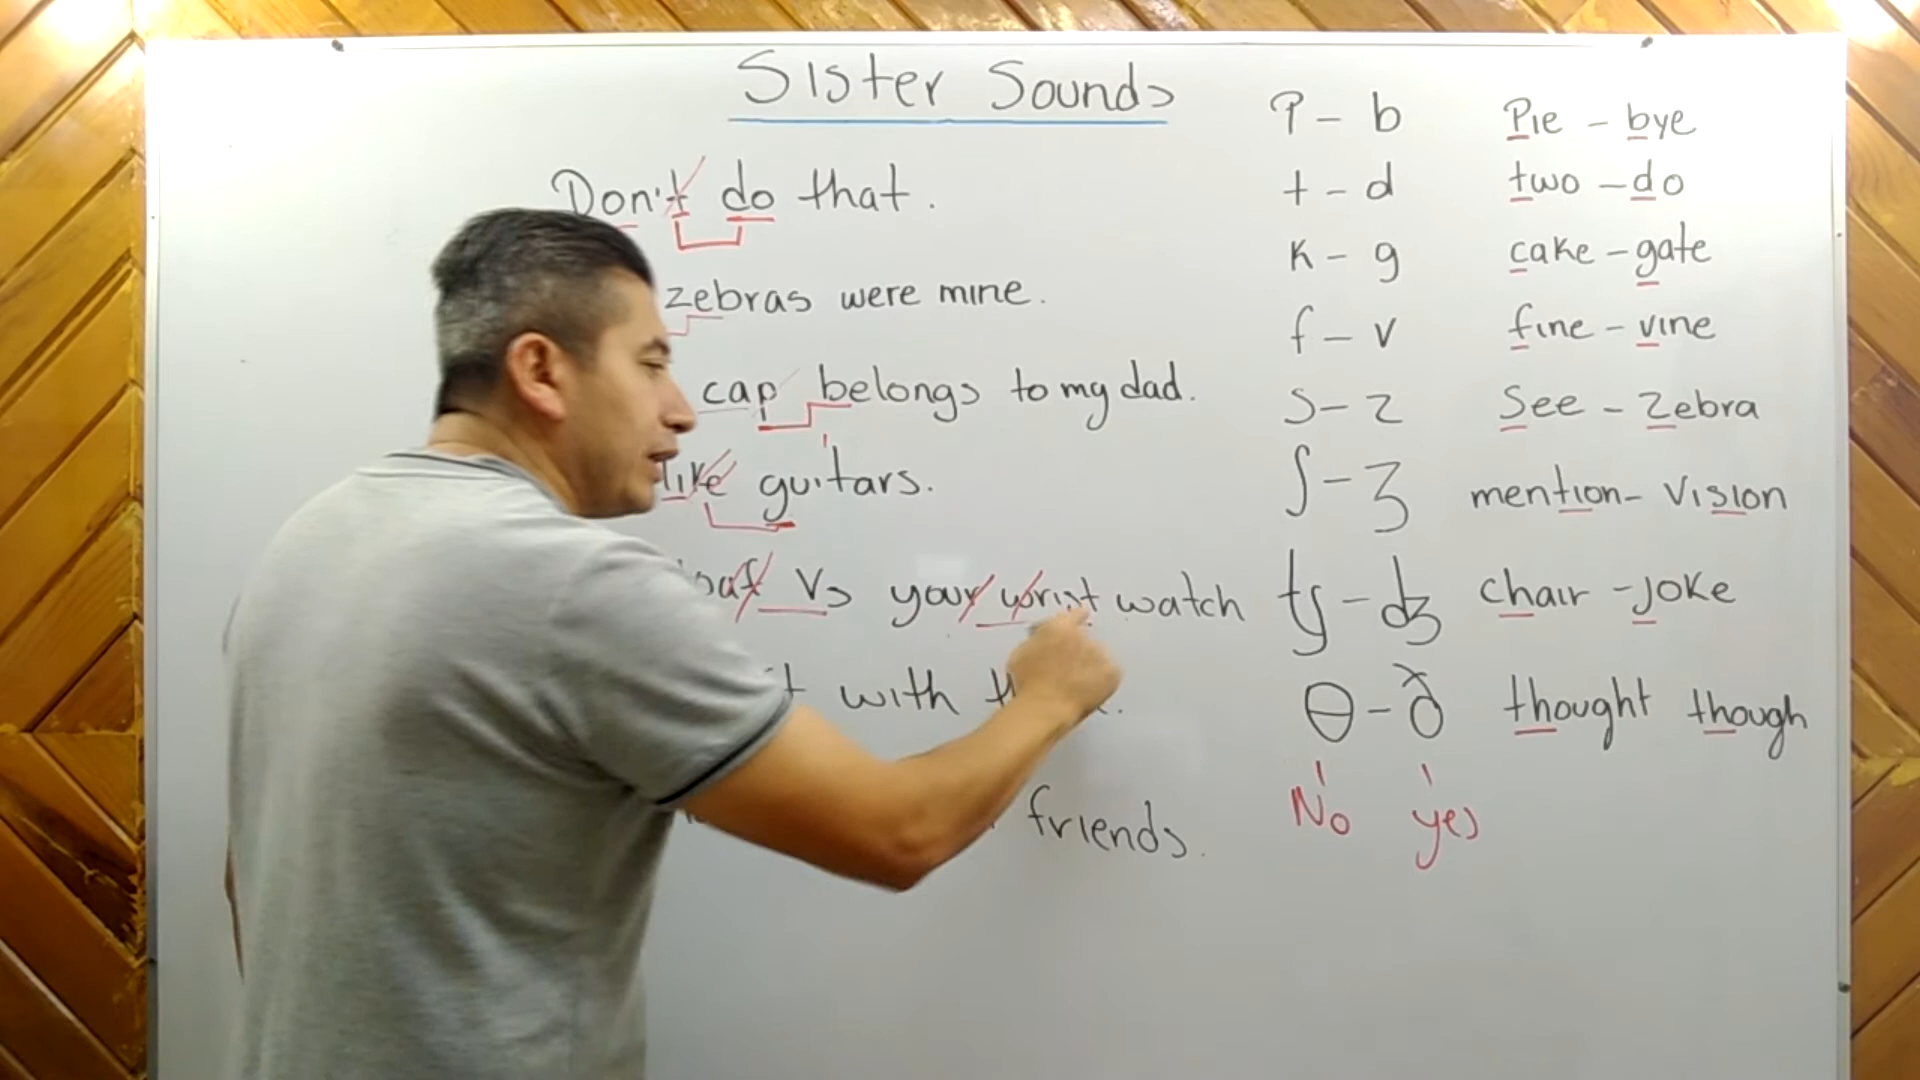 Sister Sounds
Don't do that.
zebras were mine.
cap belongs to my dad.
like guitars.
Vs your wrist watch
with
friends.
P - b Pie - bye
t - d two - do
k - g cake - gate
f - v fine - vine
s - z See - Zebra
ʃ - ʒ mention - Vision
tʃ - dʒ chair - Joke
θ - ð thought though
No yes